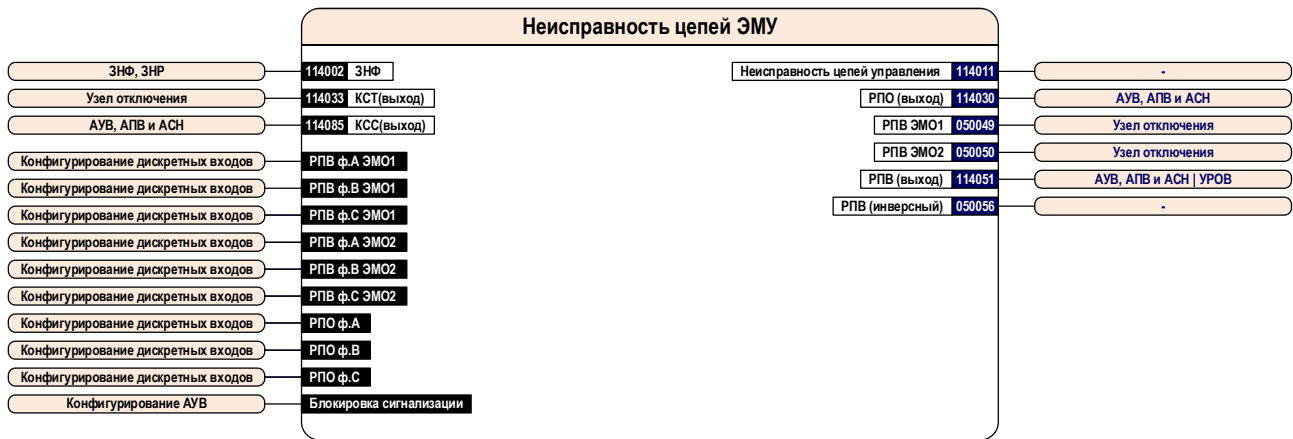 Неисправность цепей ЭМУ
ЗНФ, ЗНР 114002 ЗНФ
Узел отключения 114033 КСТ(выход)
АУВ, АПВ и АСН 114085 КСС(выход)
Конфигурирование дискретных входов РПВ ф.А ЭМО1
Конфигурирование дискретных входов РПВ ф.В ЭМО1
Конфигурирование дискретных входов РПВ ф.С ЭМО1
Конфигурирование дискретных входов РПВ ф.А ЭМО2
Конфигурирование дискретных входов РПВ ф.В ЭМО2
Конфигурирование дискретных входов РПВ ф.С ЭМО2
Конфигурирование дискретных входов РПО ф.А
Конфигурирование дискретных входов РПО ф.В
Конфигурирование дискретных входов РПО ф.С
Конфигурирование АУВ Блокировка сигнализации
Неисправность цепей управления 114011 -
РПО (выход) 114030 АУВ, АПВ и АСН
РПВ ЭМО1 050049 Узел отключения
РПВ ЭМО2 050050 Узел отключения
РПВ (выход) 114051 АУВ, АПВ и АСН | УРОВ
РПВ (инверсный) 050056 -